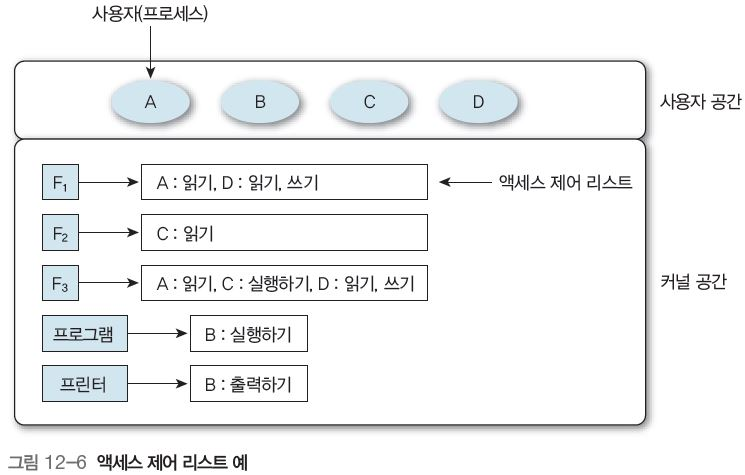 사용자(프로세스)
A B C D
사용자 공간
F₁ A : 읽기, D : 읽기, 쓰기 액세스 제어 리스트
F₂ C : 읽기
F₃ A : 읽기, C : 실행하기, D : 읽기, 쓰기
커널 공간
프로그램 B : 실행하기
프린터 B : 출력하기
그림 12-6 액세스 제어 리스트 예